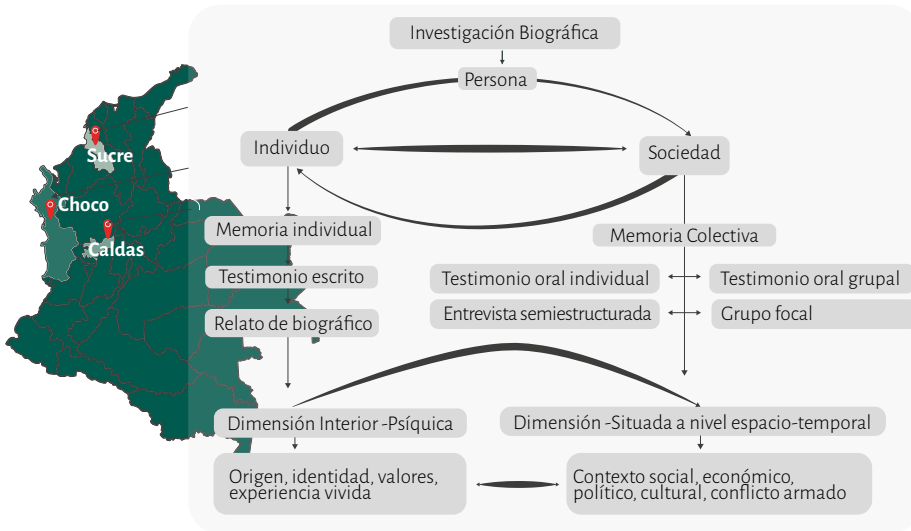 Investigación Biográfica
Persona
Individuo
Sociedad
Sucre
Choco
Caldas
Memoria individual
Memoria Colectiva
Testimonio escrito
Testimonio oral individual
Testimonio oral grupal
Relato de biográfico
Entrevista semiestructurada
Grupo focal
Dimensión Interior -Psíquica
Dimensión -Situada a nivel espacio-temporal
Origen, identidad, valores,
experiencia vivida
Contexto social, económico,
político, cultural, conflicto armado